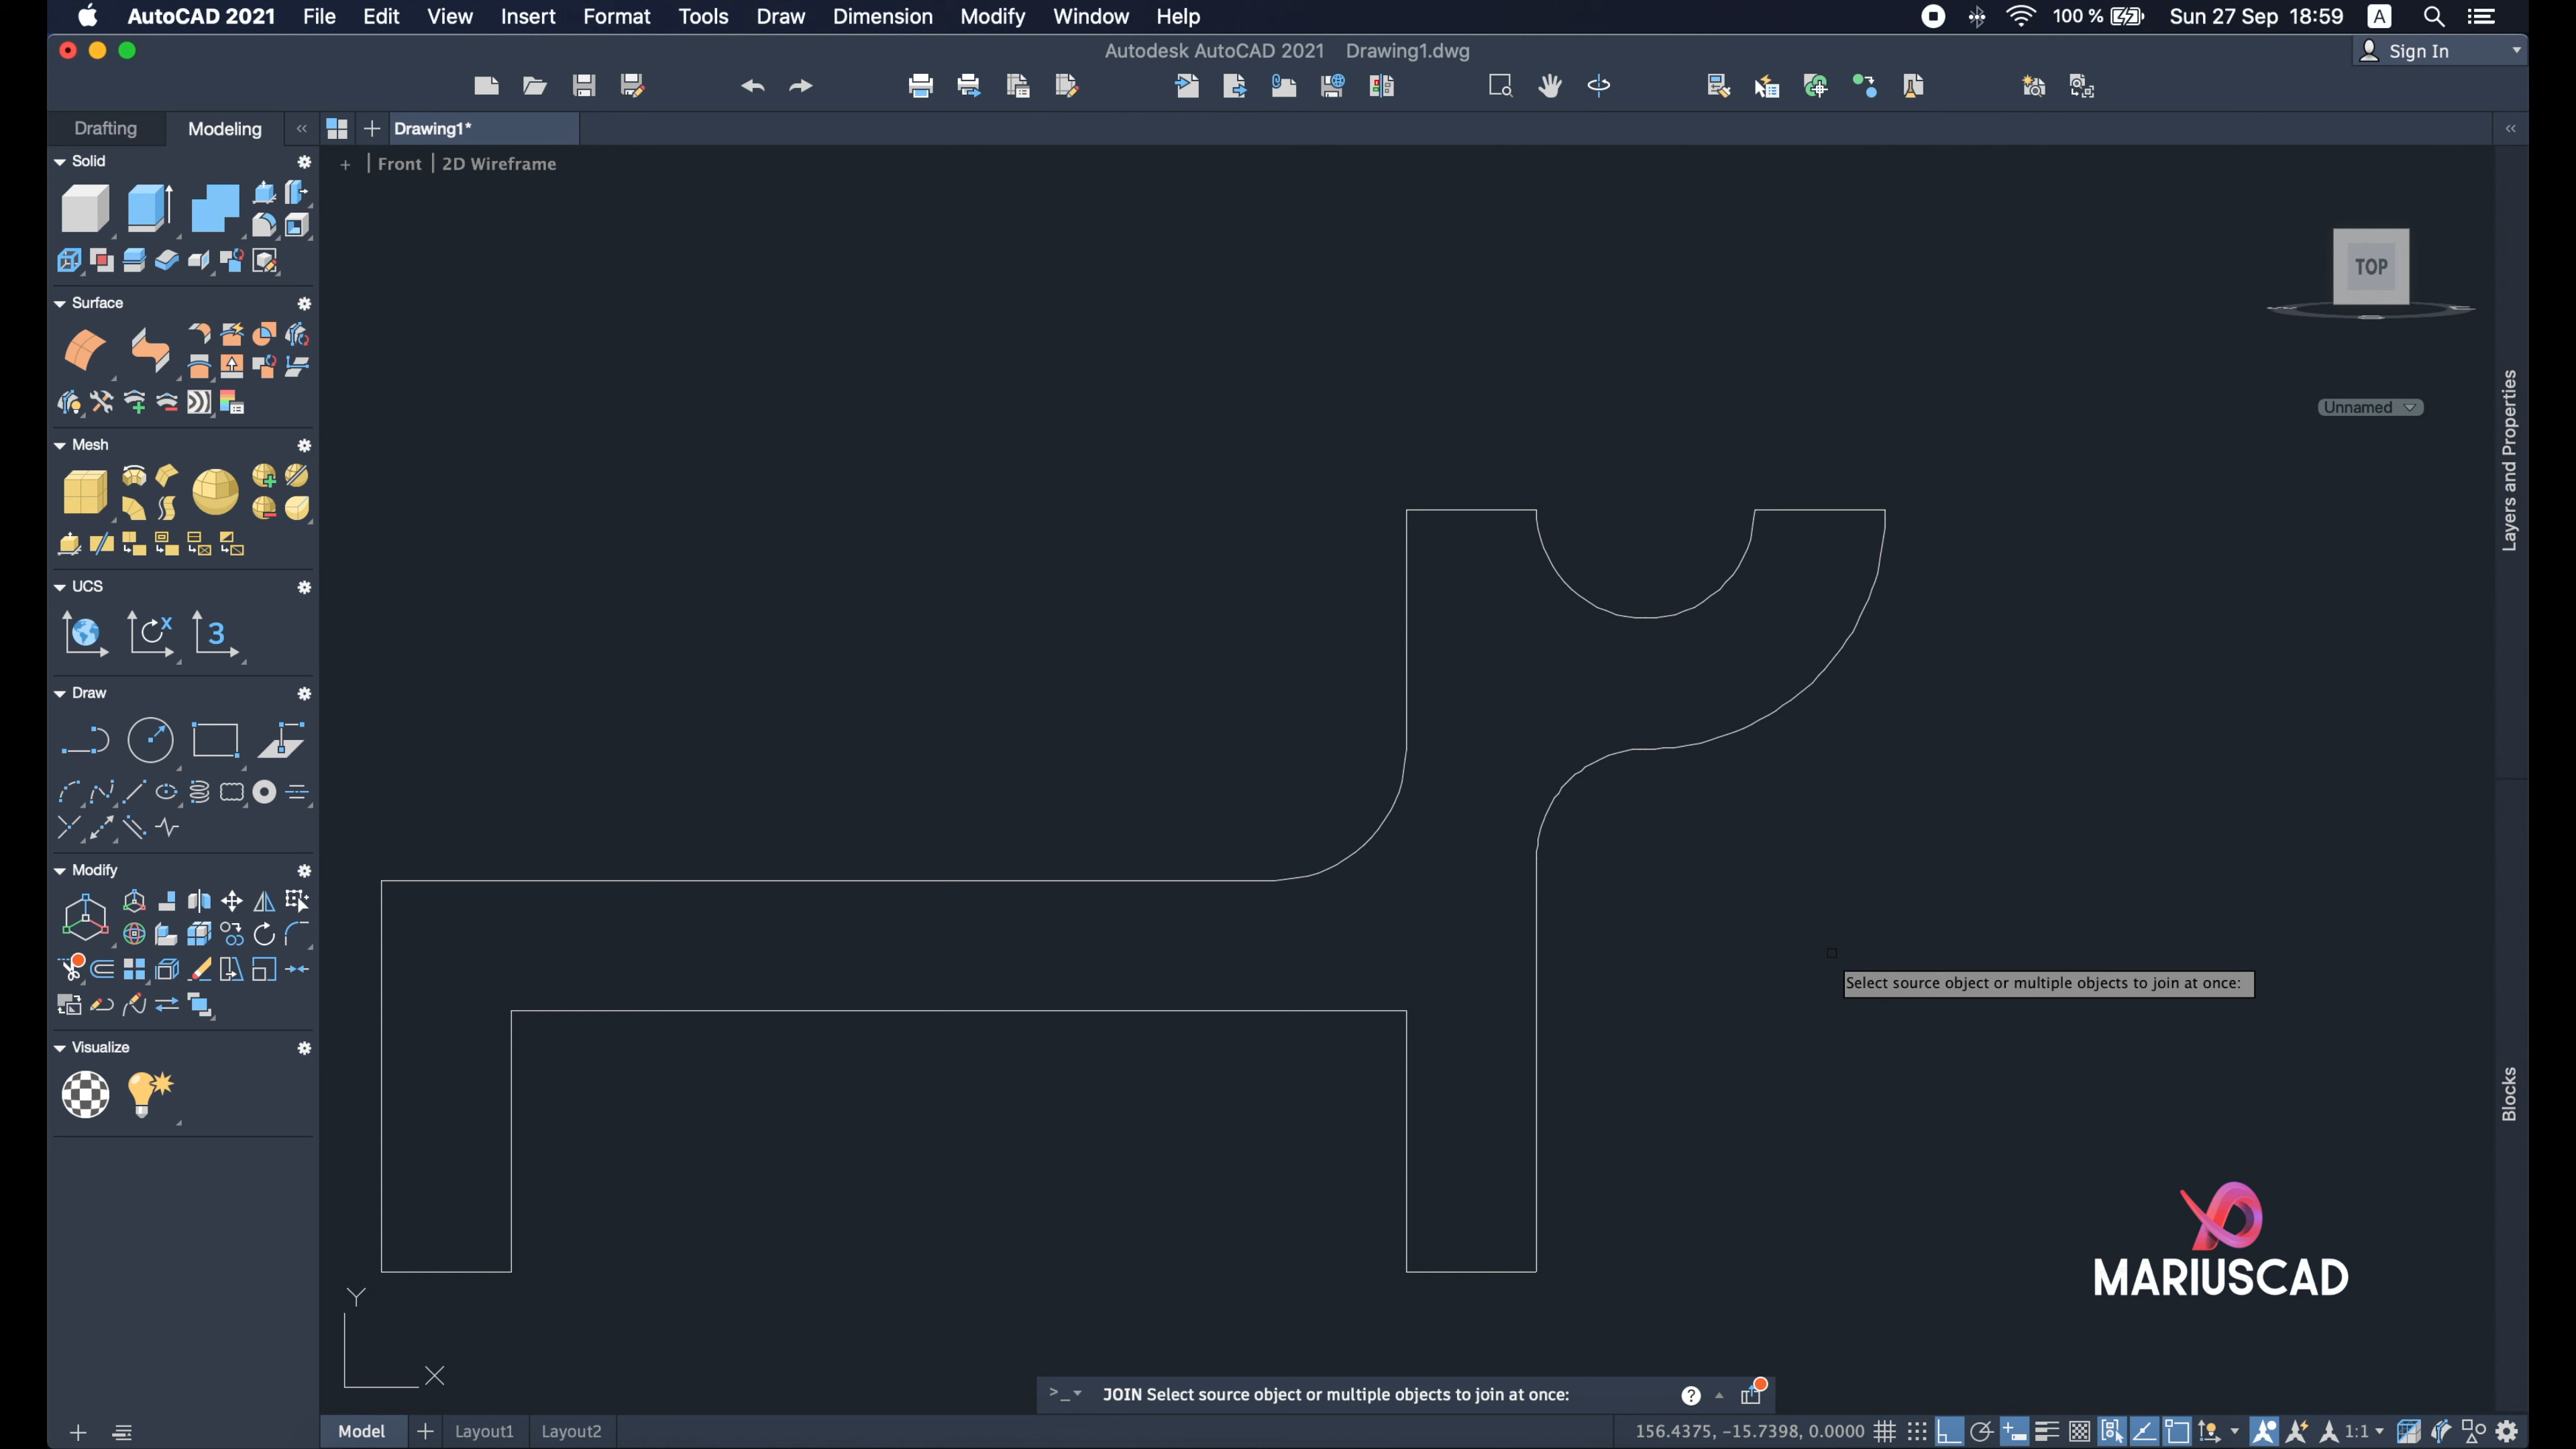 AutoCAD 2021 File Edit View Insert Format Tools Draw Dimension Modify Window Help 100 % Sun 27 Sep 18:59 A
Autodesk AutoCAD 2021 Drawing1.dwg Sign In
Drafting Modeling Drawing1*
Solid
+ Front 2D Wireframe
TOP
Surface
Unnamed
Layers and Properties
Mesh
UCS
X
3
Draw
Modify
Select source object or multiple objects to join at once:
Visualize
Blocks
MARIUSCAD
Y
X
>_ JOIN Select source object or multiple objects to join at once: ?
Model Layout1 Layout2 156.4375, -15.7398, 0.0000 1:1